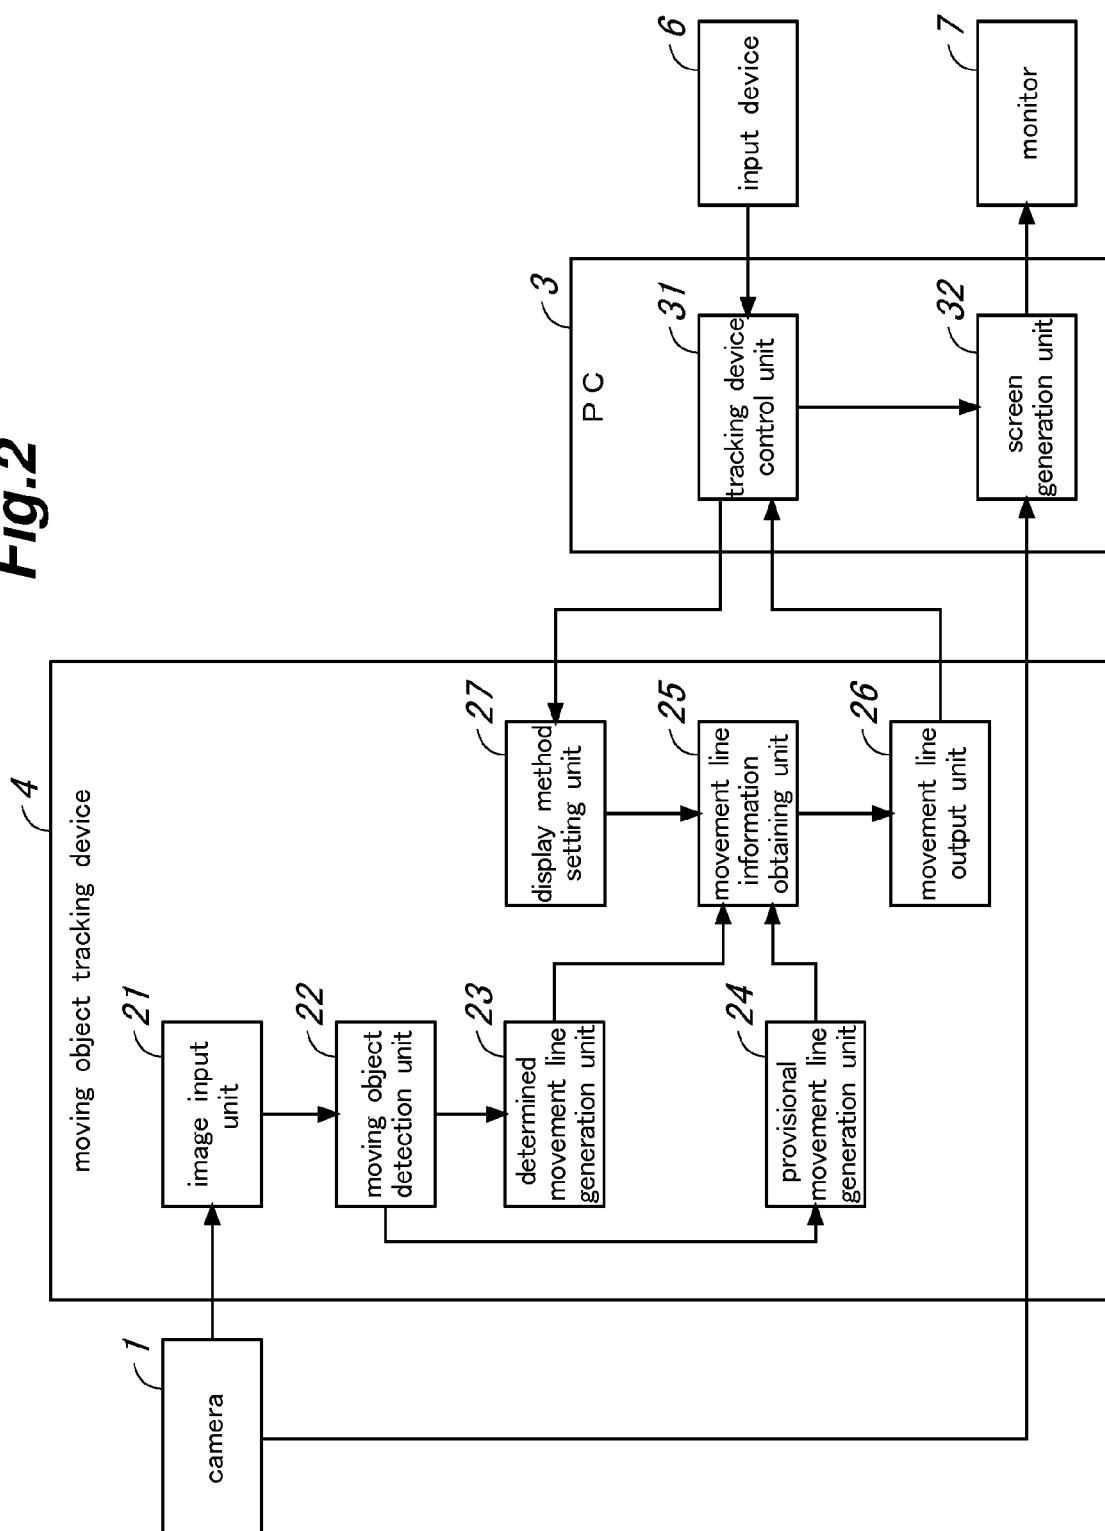 Fig.2
4
moving object tracking device
1
camera
21
image input
unit
22
moving object
detection unit
23
determined
movement line
generation unit
24
provisional
movement line
generation unit
27
display method
setting unit
25
movement line
information
obtaining unit
26
movement line
output unit
3
PC
31
tracking device
control unit
32
screen
generation unit
6
input device
7
monitor